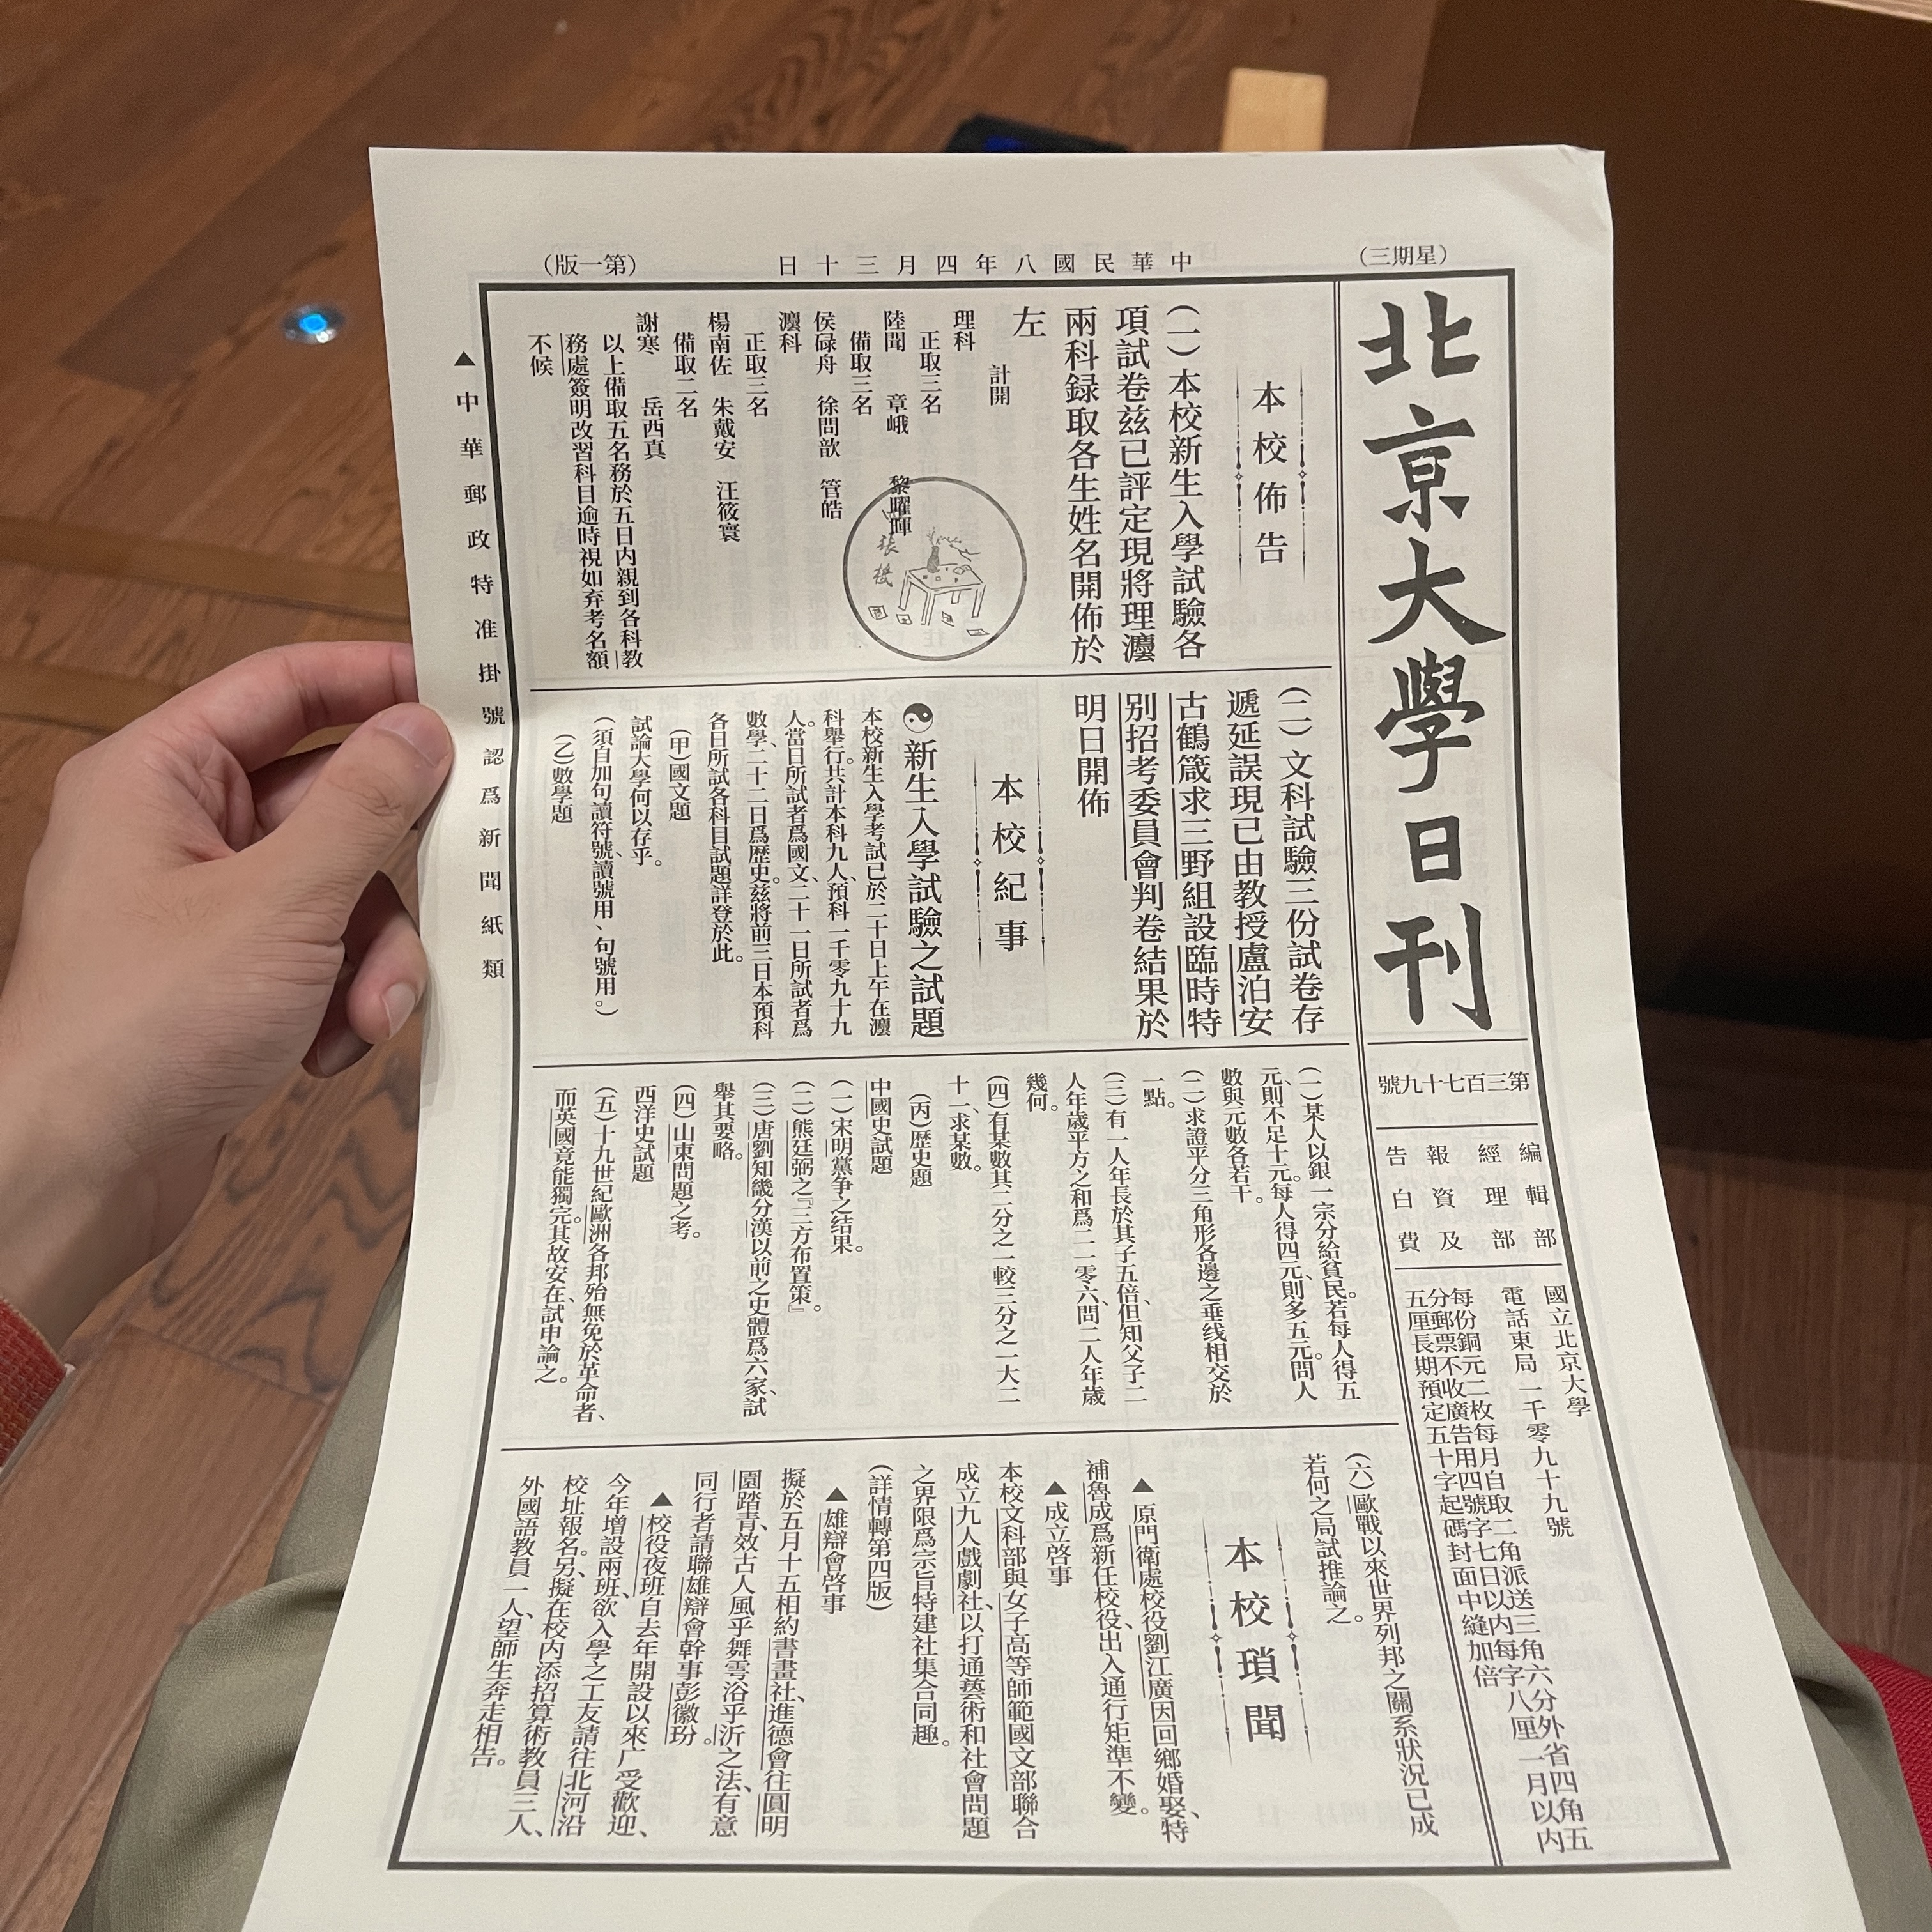 （星期三）
中華民國八年四月三十日
（第一版）
北京大學日刊
第三百七十九號
編輯部
經理部
報資及
告白費
國立北京大學
電話東局一千零九十九號
每份銅元二枚每月自取二角派送三角六分外省四角五
分郵票不收廣告用四號字七日以内每字八厘一月以内
五厘長期預定五十字起碼封面中縫加倍
本校佈告
（一）本校新生入學試驗各
項試卷兹已評定現將理灋
兩科録取各生姓名開佈於
左
計開
理科
正取三名
陸聞 章峨 黎曜暉
備取三名
侯碌舟 徐問歆 管皓
灋科
正取三名
楊南佐 朱戴安 汪筱寰
備取二名
謝寒 岳西真
以上備取五名務於五日内親到各科教
務處簽明改習科目逾時視如弃考名額
不候
張
（二）文科試驗三份試卷存
遞延誤現已由教授盧泊安
古鶴箴求三野組設臨時特
别招考委員會判卷結果於
明日開佈
本校紀事
新生入學試驗之試題
本校新生入學考試已於二十日上午在灋
科舉行。共計本科九人、預科一千零九十九
人。當日所試者爲國文、二十一日所試者爲
數學、二十二日爲歷史。兹將前三日本預科
各日所試各科目試題詳登於此。
（甲）國文題
試論大學何以存乎。
（須自加句讀符號、讀號用、句號用。）
（乙）數學題
（一）某人以銀一宗分給貧民。若每人得五
元、則不足十元。每人得四元、則多五元。問人
數與元數各若干。
（二）求證平分三角形各邊之垂线相交於
一點。
（三）有一人年長於其子五倍、但知父子二
人年歲平方之和爲二一零六、問二人年歲
幾何。
（四）有某數其二分之一較三分之一大二
十一、求某數。
（丙）歷史題
中國史試題
（一）宋明黨争之结果。
（二）熊廷弼之『三方布置策』。
（三）唐劉知畿分漢以前之史體爲六家、試
舉其要略。
（四）山東問題之考。
西洋史試題
（五）十九世紀歐洲各邦殆無免於革命者、
而英國竟能獨完。其故安在、試申論之。
（六）歐戰以來世界列邦之關系狀況已成
若何之局試推論之。
本校瑣聞
▲原門衛處校役劉江廣因回鄉婚娶、特
補魯成爲新任校役、出入通行矩準不變。
▲成立啓事
本校文科部與女子高等師範國文部聯合
成立九人戲劇社、以打通藝術和社會問題
之界限爲宗旨特建社集合同趣。
（詳情轉第四版）
▲雄辯會啓事
擬於五月十五相約書畫社、進德會往圓明
園踏青、效古人風乎舞雩浴乎沂之法、有意
同行者請聯雄辯會幹事彭徽玢。
▲校役夜班自去年開設以來广受歡迎、
今年增設兩班、欲入學之工友請往北河沿
校址報名。另、擬在校内添招算術教員三人、
外國語教員一人、望師生奔走相告。
▲中華郵政特准掛號認爲新聞紙類